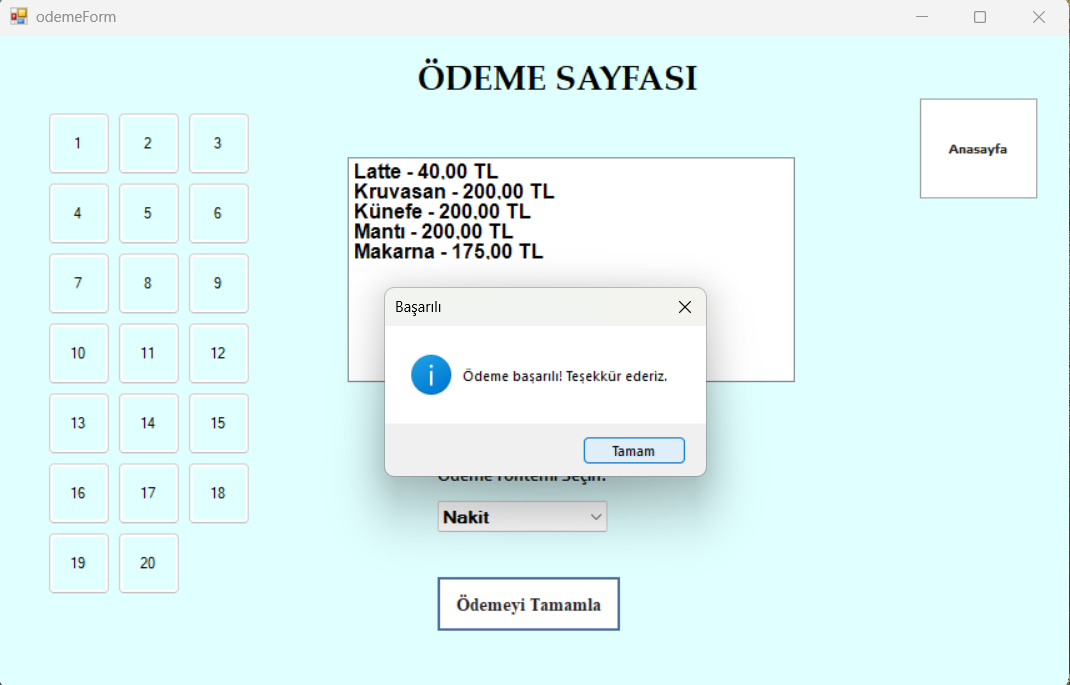 odemeForm
ÖDEME SAYFASI
Anasayfa
1 2 3
4 5 6
7 8 9
10 11 12
13 14 15
16 17 18
19 20
Latte - 40,00 TL
Kruvasan - 200,00 TL
Künefe - 200,00 TL
Mantı - 200,00 TL
Makarna - 175,00 TL
Başarılı
Ödeme başarılı! Teşekkür ederiz.
Tamam
Ödeme Yöntemi Seçin:
Nakit
Ödemeyi Tamamla